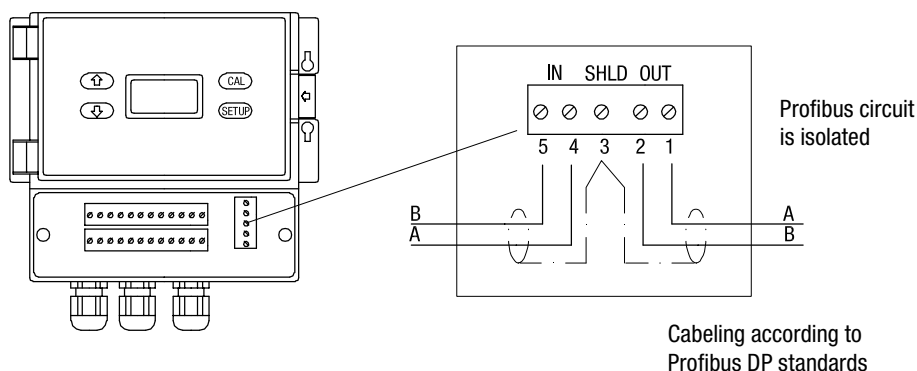 CAL
SETUP
IN SHLD OUT
5 4 3 2 1
B
A
A
B
Profibus circuit
is isolated
Cabeling according to
Profibus DP standards